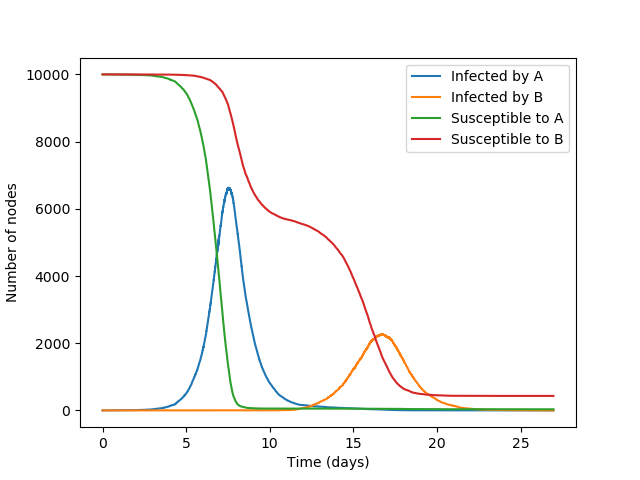 10000
8000
6000
4000
2000
0
Number of nodes
0 5 10 15 20 25
Time (days)
Infected by A
Infected by B
Susceptible to A
Susceptible to B